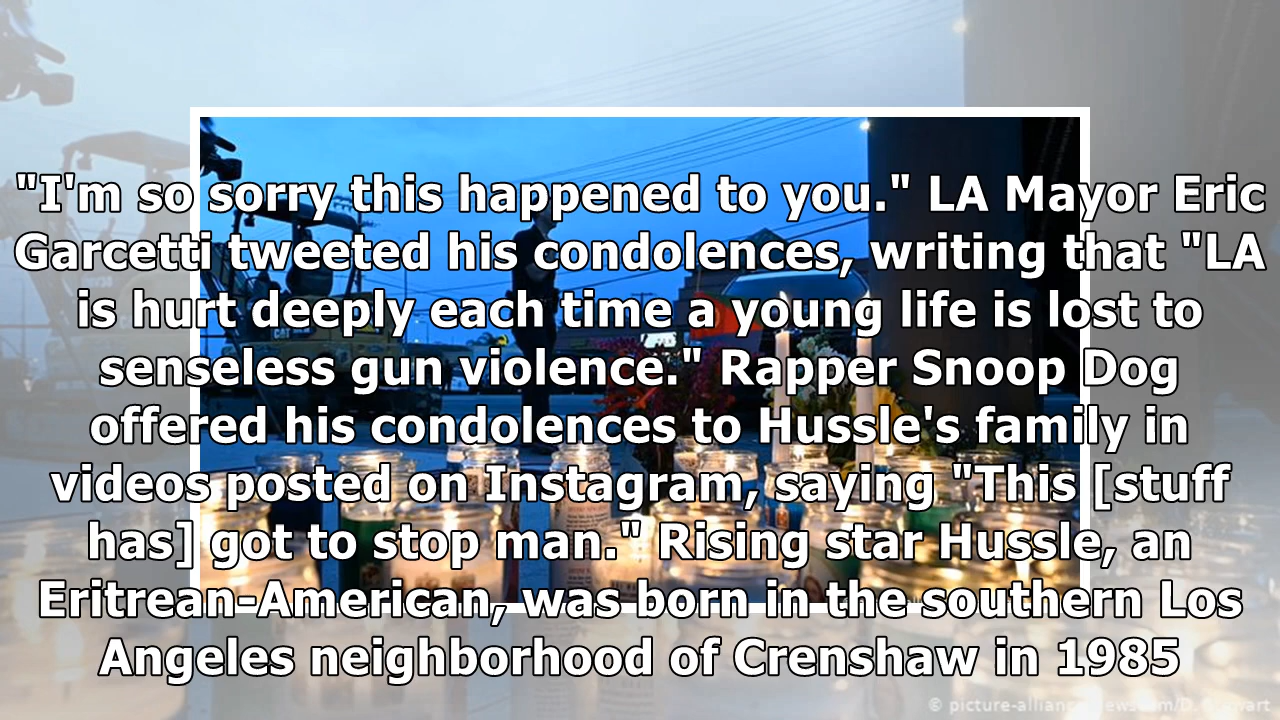 "I'm so sorry this happened to you." LA Mayor Eric
Garcetti tweeted his condolences, writing that "LA
is hurt deeply each time a young life is lost to
senseless gun violence." Rapper Snoop Dog
offered his condolences to Hussle's family in
videos posted on Instagram, saying "This [stuff
has] got to stop man." Rising star Hussle, an
Eritrean-American, was born in the southern Los
Angeles neighborhood of Crenshaw in 1985
CAT
© picture-alliance